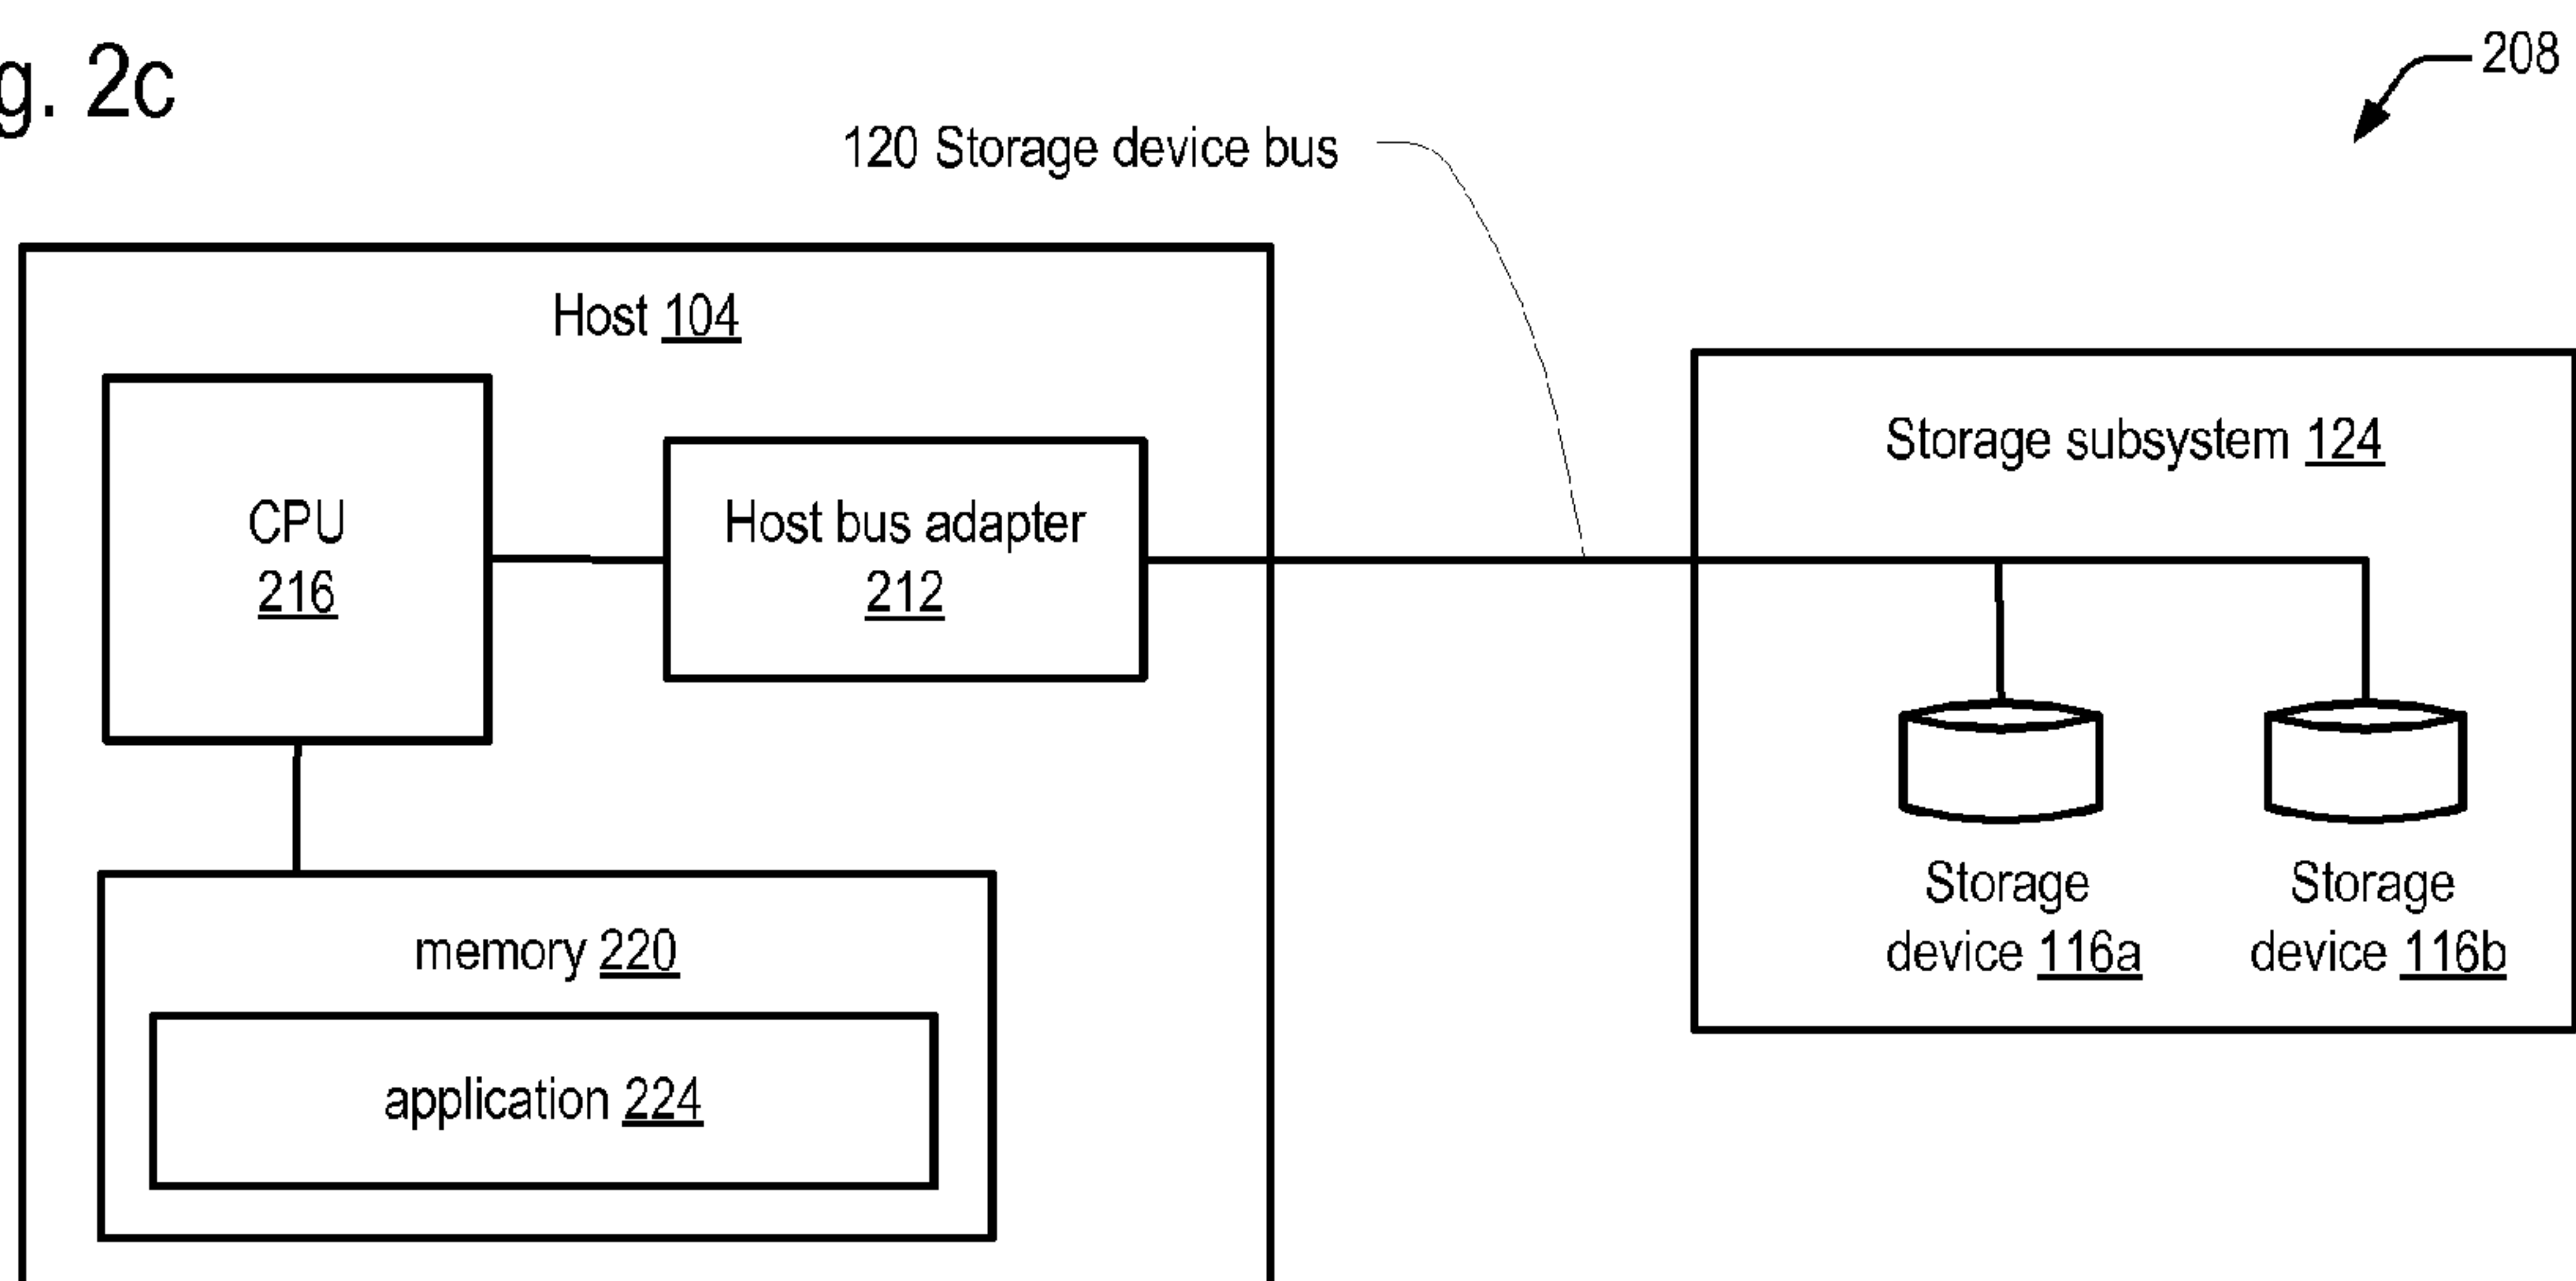 g. 2c
208
120 Storage device bus
Host 104
CPU
216
Host bus adapter
212
Storage subsystem 124
Storage
device 116a
Storage
device 116b
memory 220
application 224